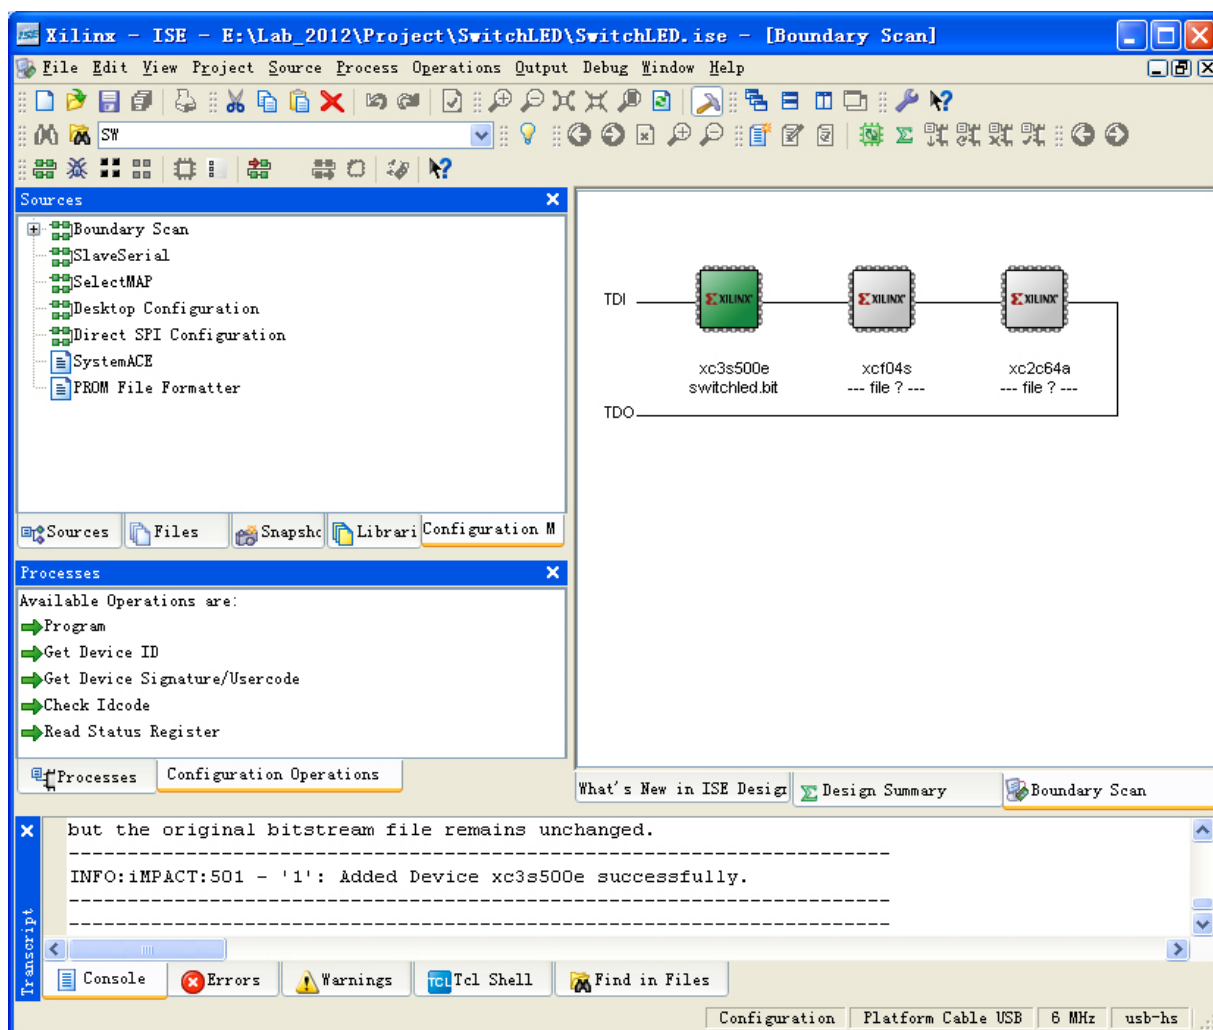 Xilinx - ISE - E:\Lab_2012\Project\SwitchLED\SwitchLED.ise - [Boundary Scan]
File Edit View Project Source Process Operations Output Debug Window Help
SW
Sources
Boundary Scan
SlaveSerial
SelectMAP
Desktop Configuration
Direct SPI Configuration
SystemACE
PROM File Formatter
Sources Files Snapshc Librari Configuration M
Processes
Available Operations are:
Program
Get Device ID
Get Device Signature/Usercode
Check Idcode
Read Status Register
Processes Configuration Operations
TDI
XILINX XILINX XILINX
xc3s500e xcf04s xc2c64a
switchled.bit --- file ? --- --- file ? ---
TDO
What's New in ISE Design Design Summary Boundary Scan
but the original bitstream file remains unchanged.
----------------------------------------------------------------------
INFO:iMPACT:501 - '1': Added Device xc3s500e successfully.
----------------------------------------------------------------------
----------------------------------------------------------------------
Transcript
Console Errors Warnings TCL Tcl Shell Find in Files
Configuration Platform Cable USB 6 MHz usb-hs